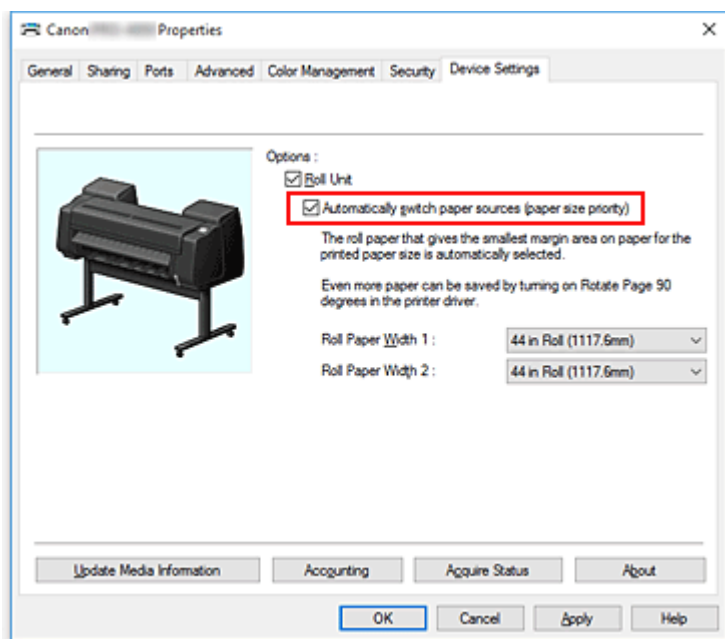 Canon Properties
General Sharing Ports Advanced Color Management Security Device Settings
Options :
Roll Unit
Automatically switch paper sources (paper size priority)
The roll paper that gives the smallest margin area on paper for the
printed paper size is automatically selected.
Even more paper can be saved by turning on Rotate Page 90
degrees in the printer driver.
Roll Paper Width 1 : 44 in Roll (1117.6mm)
Roll Paper Width 2 : 44 in Roll (1117.6mm)
Update Media Information Accounting Acquire Status About
OK Cancel Apply Help